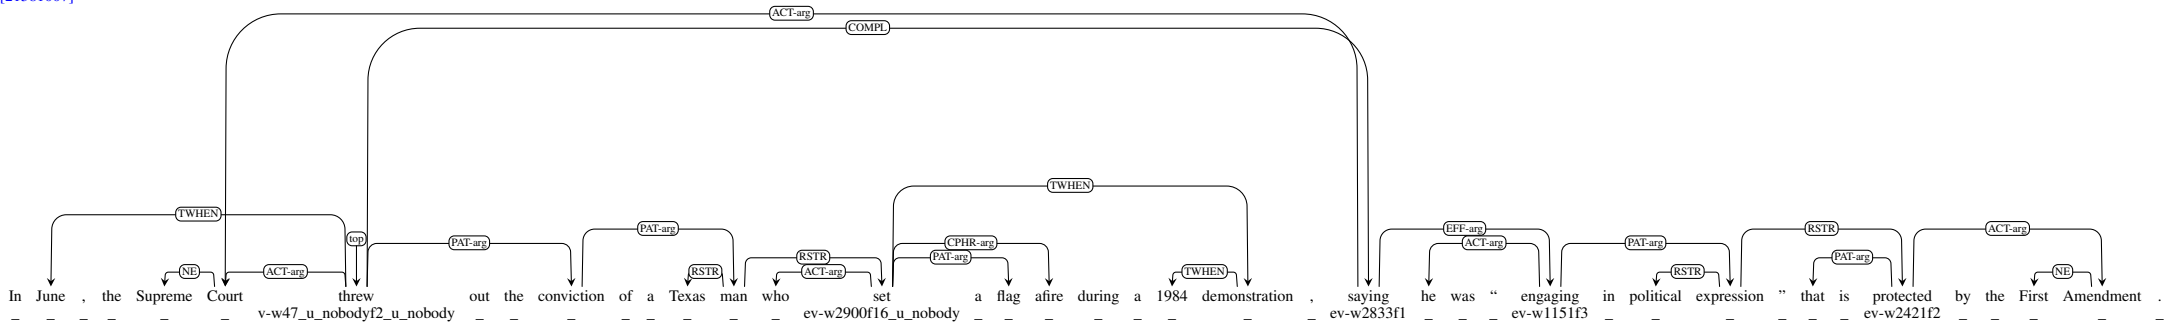 ACT-arg
COMPL
TWHEN
TWHEN
top
PAT-arg
EFF-arg
RSTR
ACT-arg
PAT-arg
CPHR-arg
ACT-arg
PAT-arg
RSTR
PAT-arg
PAT-arg
NE
ACT-arg
RSTR
ACT-arg
TWHEN
RSTR
NE
In June , the Supreme Court threw out the conviction of a Texas man who set a flag afire during a 1984 demonstration , saying he was “ engaging in political expression ” that is protected by the First Amendment .
_ _ _ _ _ _ v-w47_u_nobodyf2_u_nobody _ _ _ _ _ _ _ _ ev-w2900f16_u_nobody _ _ _ _ _ _ _ _ ev-w2833f1 _ _ _ ev-w1151f3 _ _ _ _ _ _ ev-w2421f2 _ _ _ _ _